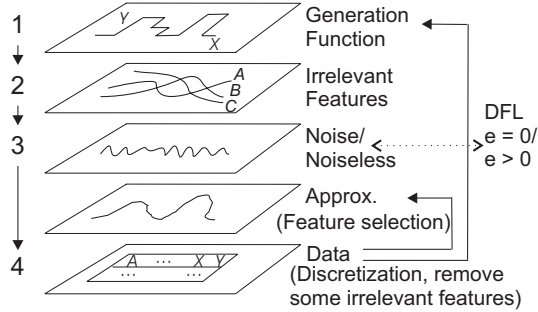 1
Y
X
Generation
Function
2
A
B
C
Irrelevant
Features
3
Noise/
Noiseless
DFL
e = 0/
e > 0
Approx.
(Feature selection)
4
A ... X Y
... ...
Data
(Discretization, remove
some irrelevant features)